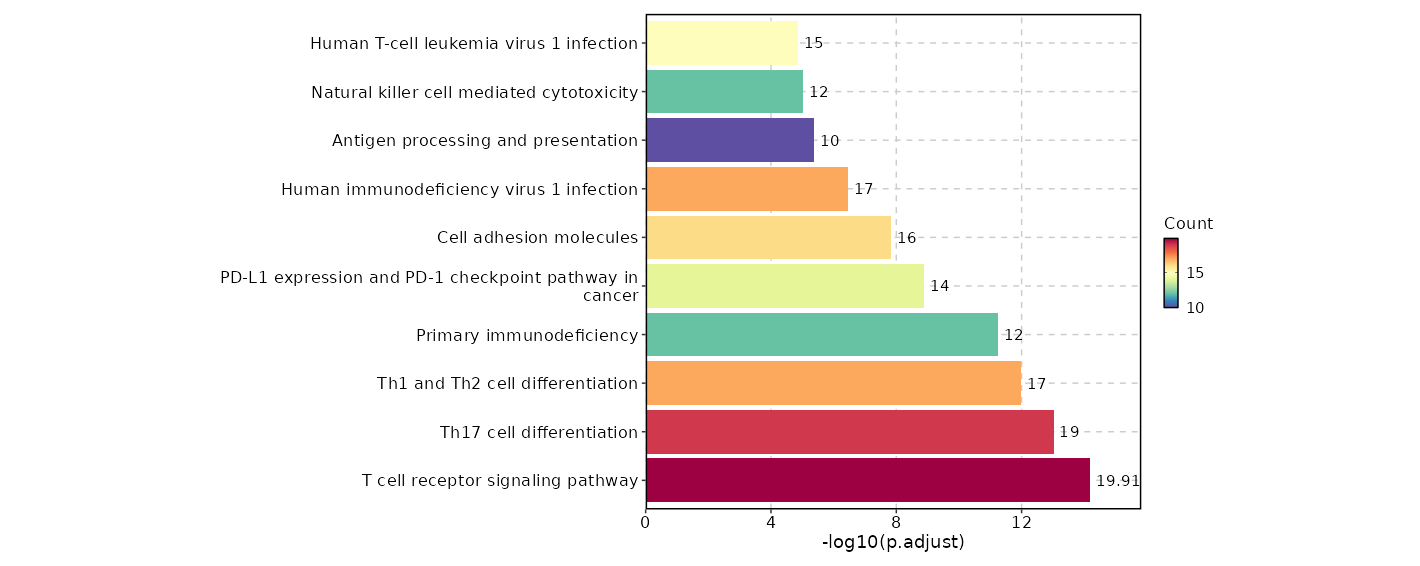 Human T-cell leukemia virus 1 infection
15
Natural killer cell mediated cytotoxicity
12
Antigen processing and presentation
10
Human immunodeficiency virus 1 infection
17
Cell adhesion molecules
16
PD-L1 expression and PD-1 checkpoint pathway in
cancer
14
Primary immunodeficiency
12
Th1 and Th2 cell differentiation
17
Th17 cell differentiation
19
T cell receptor signaling pathway
19.91
0 4 8 12
-log10(p.adjust)
Count
15
10